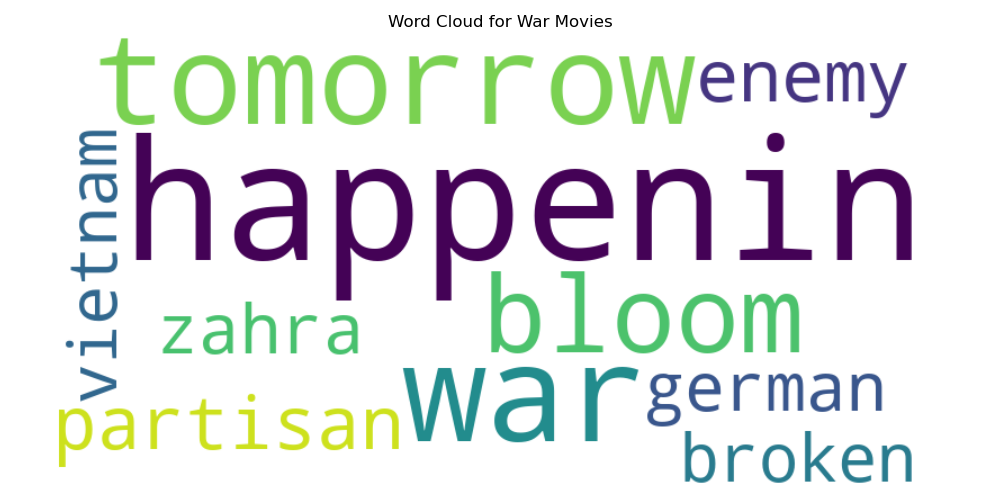 Word Cloud for War Movies
tomorrow
enemy
vietnam
happenin
bloom
zahra
war
german
partisan
broken